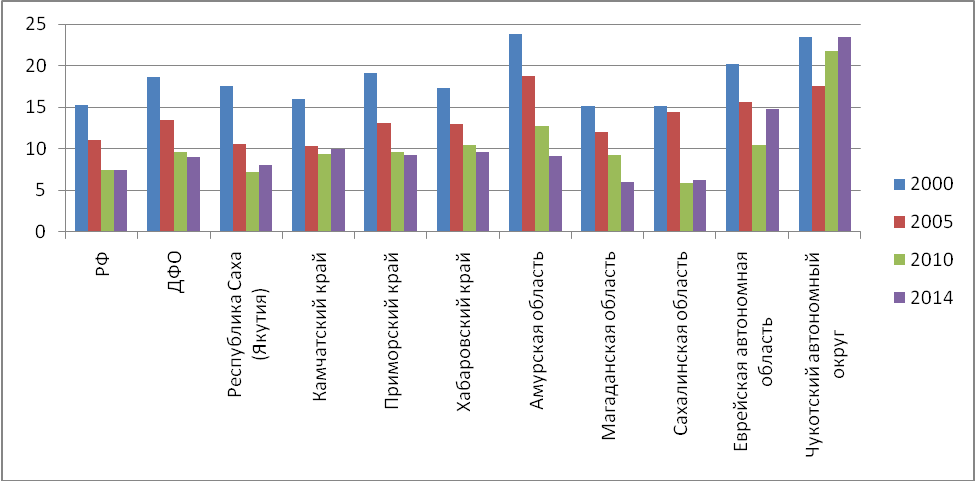 25
20
15
10
5
0
РФ
ДФО
Республика Саха
(Якутия)
Камчатский край
Приморский край
Хабаровский край
Амурская область
Магаданская область
Сахалинская область
Еврейская автономная
область
Чукотский автономный
округ
2000
2005
2010
2014